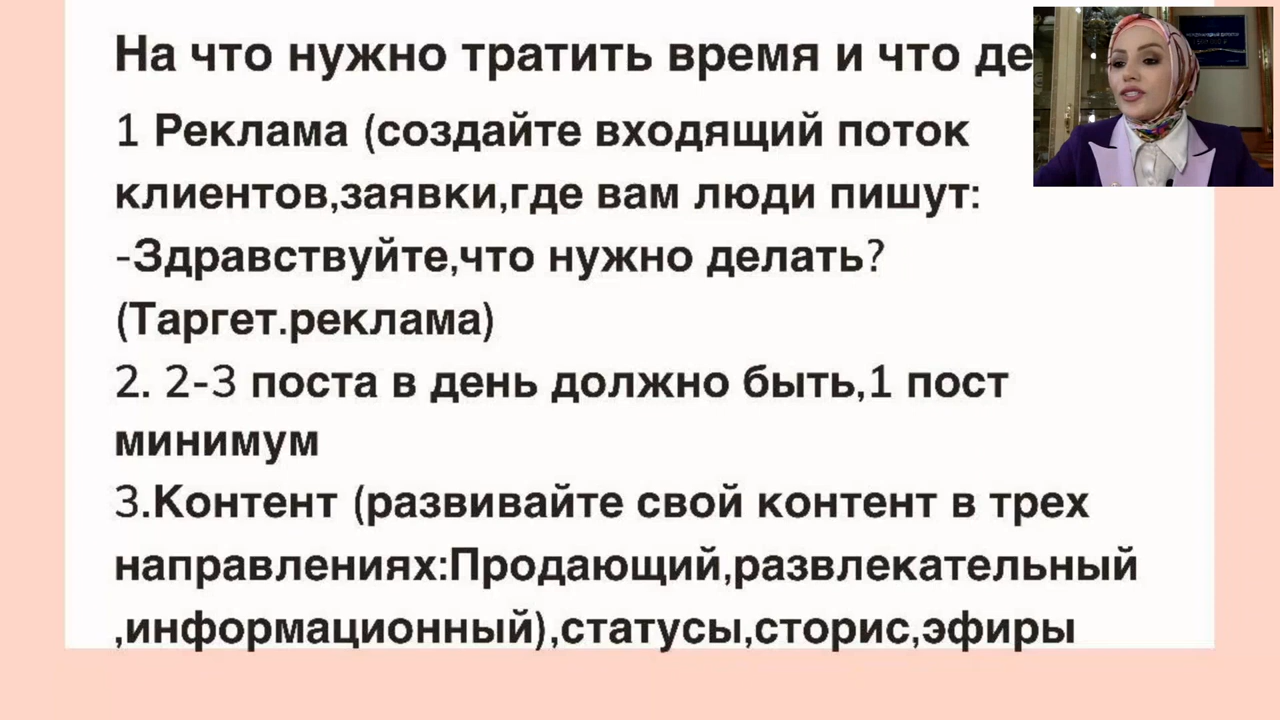 На что нужно тратить время и что де
1 Реклама (создайте входящий поток
клиентов,заявки,где вам люди пишут:
-Здравствуйте,что нужно делать?
(Таргет.реклама)
2. 2-3 поста в день должно быть,1 пост
минимум
3.Контент (развивайте свой контент в трех
направлениях:Продающий,развлекательный
,информационный),статусы,сторис,эфиры